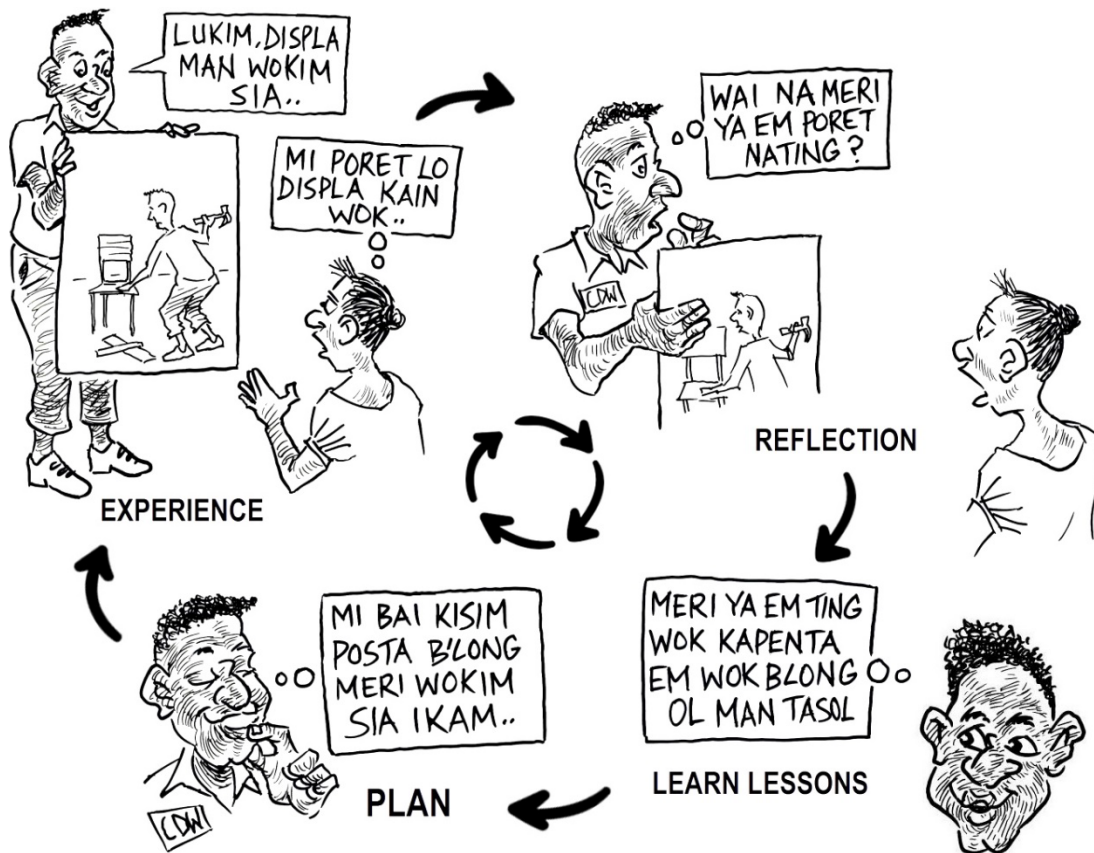 LUKIM, DISPLA
MAN WOKIM
SIA..
MI PORET LO
DISPLA KAIN
WOK..
EXPERIENCE
WAI NA MERI
YA EM PORET
NATING?
CDW
REFLECTION
MERI YA EM TING
WOK KAPENTA
EM WOK BLONG
OL MAN TASOL
LEARN LESSONS
MI BAI KISIM
POSTA B'LONG
MERI WOKIM
SIA IKAM..
CDW
PLAN